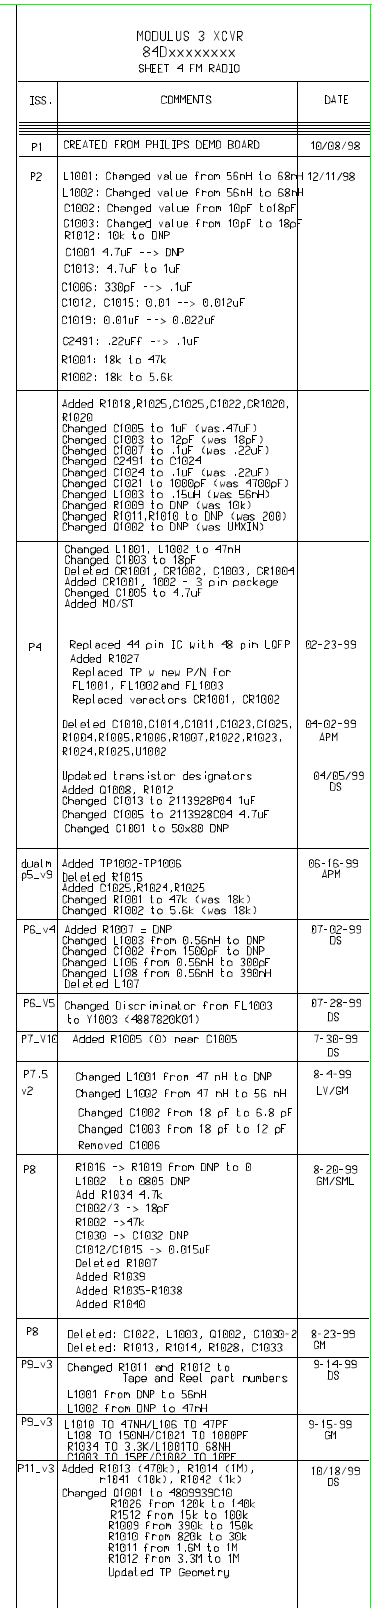 MODULUS 3 XCVR
84Dxxxxxxxx
SHEET 4 FM RADIO
ISS. COMMENTS DATE
P1 CREATED FROM PHILIPS DEMO BOARD 10/08/98
P2 L1001: Changed value from 56nH to 68nH 12/11/98
L1002: Changed value from 56nH to 68nH
C1002: Changed value from 10pF to18pF
C1003: Changed value from 10pF to 18pF
R1012: 10k to DNP
C1001 4.7uF --> DNP
C1013: 4.7uF to 1uF
C1006: 330pF --> .1uF
C1012, C1015: 0.01 --> 0.012uF
C1019: 0.01uF --> 0.022uF
C2491: .22uFf --> .1uF
R1001: 18k to 47k
R1002: 18k to 5.6k
Added R1018,R1025,C1025,C1022,CR1020,
R1020
Changed C1005 to 1uF (was.47uF)
Changed C1003 to 12pF (was 18pF)
Changed C1007 to .1uF (was .22uF)
Changed C2491 to C1024
Changed C1024 to .1uF (was .22uF)
Changed C1021 to 1000pF (was 4700pF)
Changed L1003 to .15uH (was 56nH)
Changed R1009 to DNP (was 10k)
Changed R1011,R1010 to DNP (was 200)
Changed Q1002 to DNP (was UMXIN)
Changed L1001, L1002 to 47nH
Changed C1003 to 18pF
Deleted CR1001, CR1002, C1003, CR1004
Added CR1001, 1002 - 3 pin package
Changed C1005 to 4.7uF
Added MO/ST
P4 Replaced 44 pin IC with 48 pin LQFP 02-23-99
Added R1027
Replaced TP w new P/N for
FL1001, FL1002and FL1003
Replaced varactors CR1001, CR1002
Deleted C1010,C1014,C1011,C1023,C1025, 04-02-99
R1004,R1005,R1006,R1007,R1022,R1023, APM
R1024,R1025,U1002
Updated transistor designators 04/05/99
Added Q1008, R1012 DS
Changed C1013 to 2113928P04 1uF
Changed C1005 to 2113928C04 4.7uF
Changed C1001 to 50x80 DNP
dualm Added TP1002-TP1006 06-16-99
p5_v9 Deleted R1015 APM
Added C1025,R1024,R1025
Changed R1001 to 47k (was 18k)
Changed R1002 to 5.6k (was 18k)
P6_v4 Added R1007 = DNP 07-02-99
Changed L1003 from 0.56nH to DNP DS
Changed C1002 from 1500pF to DNP
Changed L106 from 0.56nH to 300pF
Changed L108 from 0.56nH to 390nH
Deleted L107
P6_V5 Changed Discriminator from FL1003 07-28-99
to Y1003 (4887820K01) DS
P7_V10 Added R1005 (0) near C1005 7-30-99
DS
P7.5 Changed L1001 from 47 nH to DNP 8-4-99
v2 Changed L1002 from 47 nH to 56 nH LV/GM
Changed C1002 from 18 pF to 6.8 pF
Changed C1003 from 18 pF to 12 pF
Removed C1006
P8 R1016 -> R1019 from DNP to 0 8-20-99
L1002 to 0805 DNP GM/SML
Add R1034 4.7k
C1002/3 -> 18pF
R1002 ->47k
C1030 -> C1032 DNP
C1012/C1015 -> 0.015uF
Deleted R1007
Added R1039
Added R1035-R1038
Added R1040
P8 Deleted: C1022, L1003, Q1002, C1030-2 8-23-99
Deleted: R1013, R1014, R1028, C1033 GM
P9_v3 Changed R1011 and R1012 to 9-14-99
Tape and Reel part numbers DS
L1001 from DNP to 56nH
L1002 from DNP to 47nH
P9_v3 L1010 TO 47NH/L106 TO 47PF 9-15-99
L108 TO 150NH/C1021 TO 1000PF GM
R1034 TO 3.3K/L1001TO 68NH
C1003 TO 15PF/C1002 TO 10PF
P11_v3 Added R1013 (470k), R1014 (1M), 10/18/99
r1041 (10k), R1042 (1k) DS
Changed Q1001 to 4809939C10
R1026 from 120k to 140k
R1512 from 15k to 100k
R1009 from 390k to 150k
R1010 from 820k to 30k
R1011 from 1.6M to 1M
R1012 from 3.3M to 1M
Updated TP Geometry